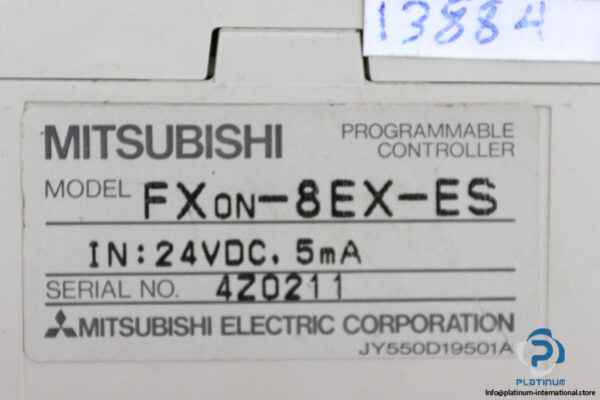 13884
MITSUBISHI
PROGRAMMABLE
CONTROLLER
MODEL FX0N-8EX-ES
IN:24VDC, 5mA
SERIAL NO. 4Z0211
MITSUBISHI ELECTRIC CORPORATION
JY550D19501A
PLATINUM
Info@platinum-international.store